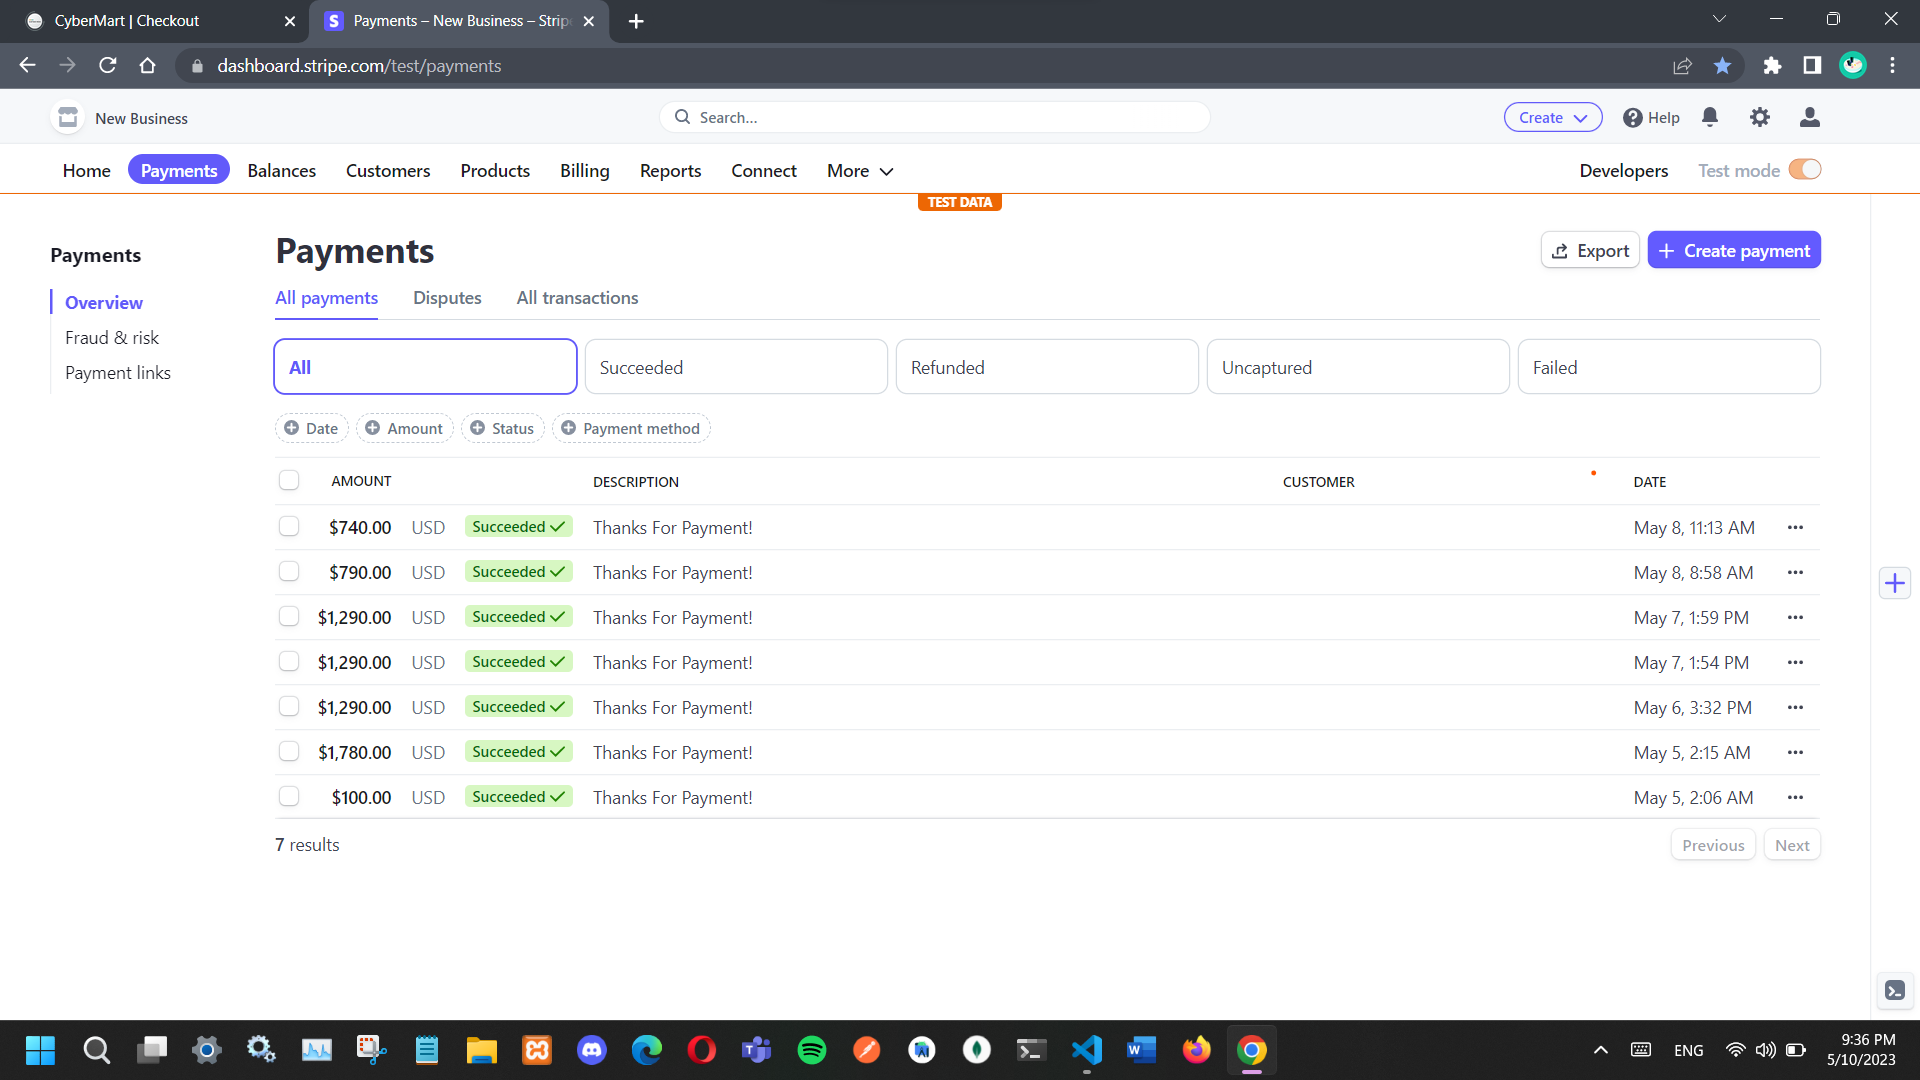 CyberMart | Checkout
Payments – New Business – Strip
dashboard.stripe.com/test/payments
New Business
Search...
Create
Help
Home
Payments
Balances
Customers
Products
Billing
Reports
Connect
More
Developers
Test mode
TEST DATA
Payments
Overview
Fraud & risk
Payment links
Payments
Export
Create payment
All payments
Disputes
All transactions
All
Succeeded
Refunded
Uncaptured
Failed
Date
Amount
Status
Payment method
AMOUNT DESCRIPTION CUSTOMER DATE
$740.00 USD Succeeded Thanks For Payment! May 8, 11:13 AM
$790.00 USD Succeeded Thanks For Payment! May 8, 8:58 AM
$1,290.00 USD Succeeded Thanks For Payment! May 7, 1:59 PM
$1,290.00 USD Succeeded Thanks For Payment! May 7, 1:54 PM
$1,290.00 USD Succeeded Thanks For Payment! May 6, 3:32 PM
$1,780.00 USD Succeeded Thanks For Payment! May 5, 2:15 AM
$100.00 USD Succeeded Thanks For Payment! May 5, 2:06 AM
7 results
Previous
Next
ENG
9:36 PM
5/10/2023